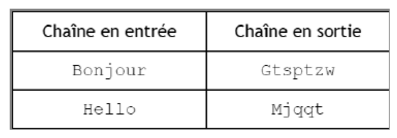 Chaîne en entrée Chaîne en sortie
Bonjour Gtsptzw
Hello Mjqqt